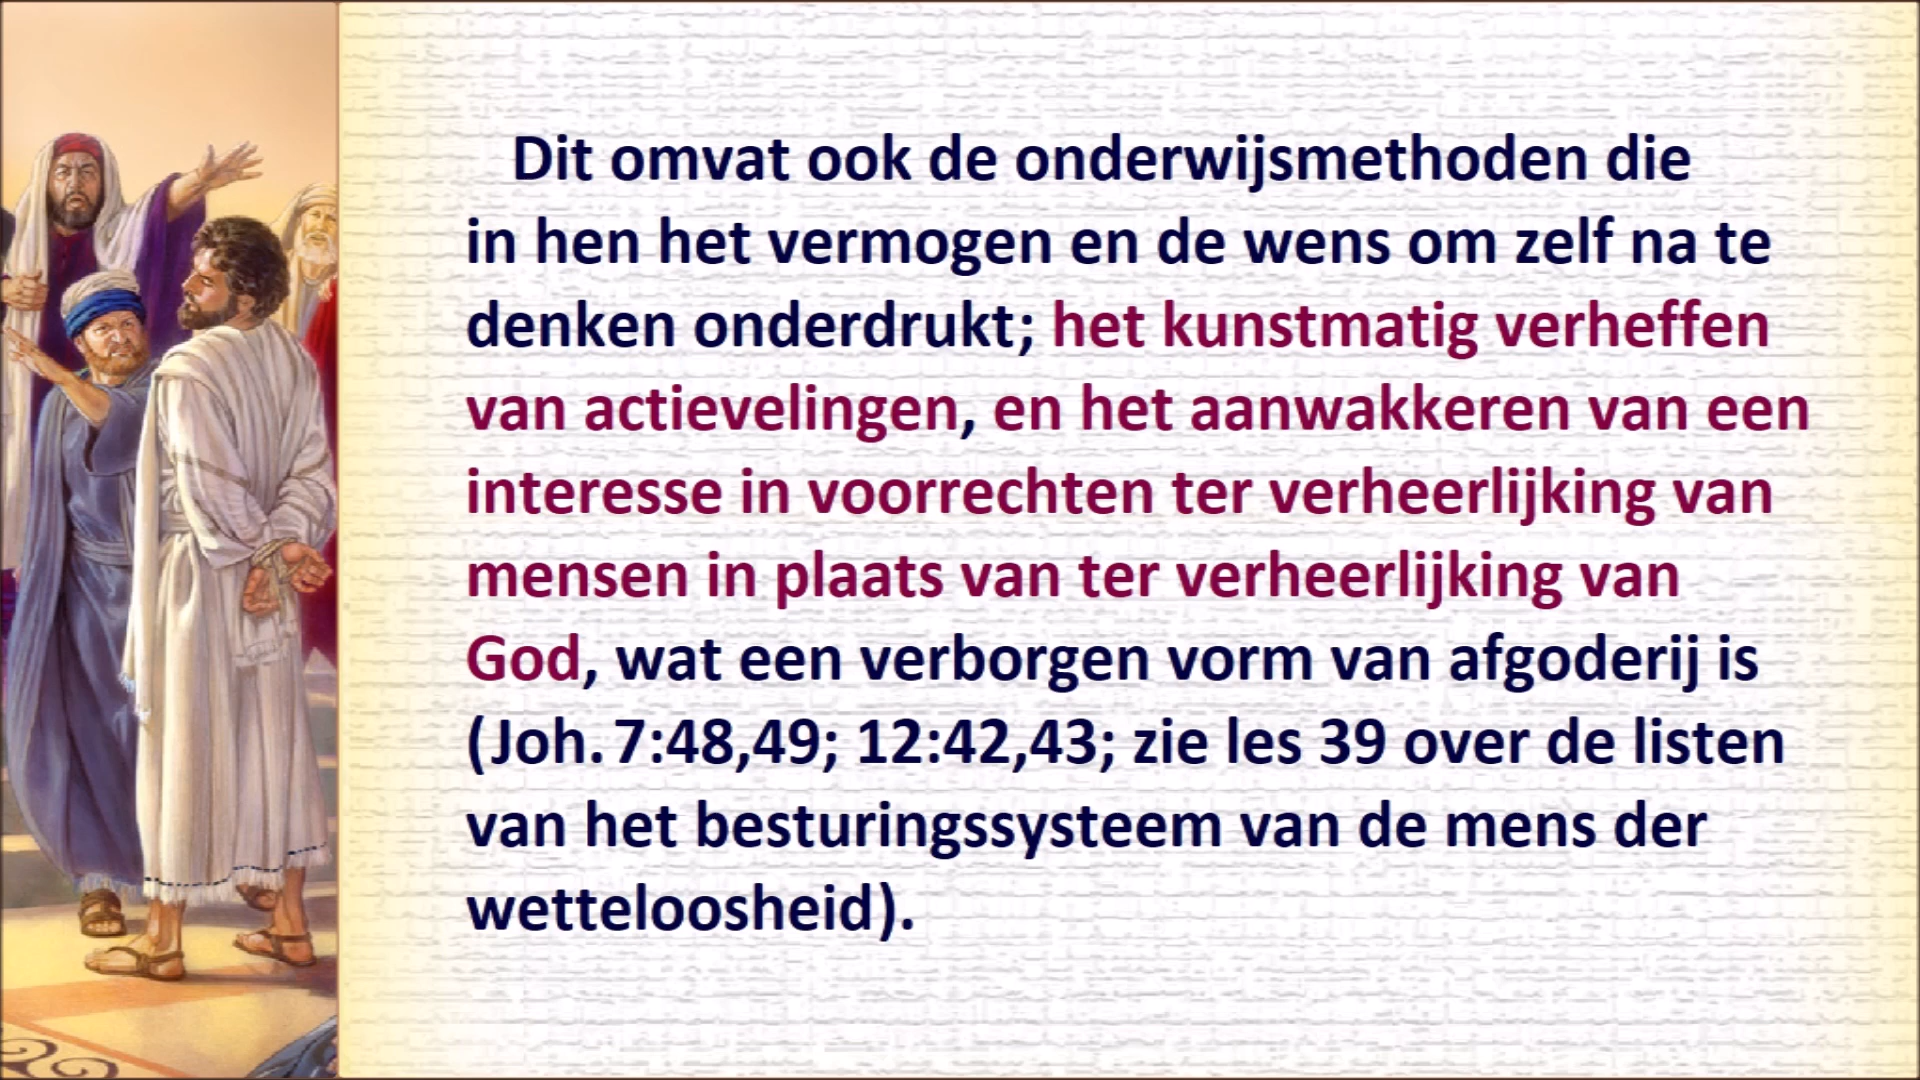 Dit omvat ook de onderwijsmethoden die
in hen het vermogen en de wens om zelf na te
denken onderdrukt; het kunstmatig verheffen
van actievelingen, en het aanwakkeren van een
interesse in voorrechten ter verheerlijking van
mensen in plaats van ter verheerlijking van
God, wat een verborgen vorm van afgoderij is
(Joh. 7:48,49; 12:42,43; zie les 39 over de listen
van het besturingssysteem van de mens der
wetteloosheid).